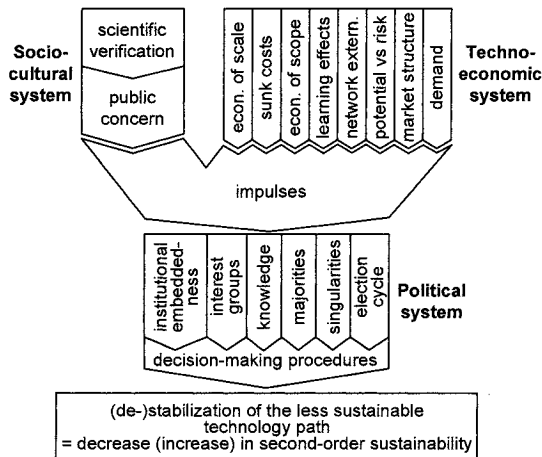 Socio-
cultural
system
scientific
verification
public
concern
econ. of scale
sunk costs
econ. of scope
learning effects
network extern.
potential vs risk
market structure
demand
Techno-
economic
system
impulses
institutional
embedded-
ness
interest
groups
knowledge
majorities
singularities
election
cycle
Political
system
decision-making procedures
(de-)stabilization of the less sustainable
technology path
= decrease (increase) in second-order sustainability